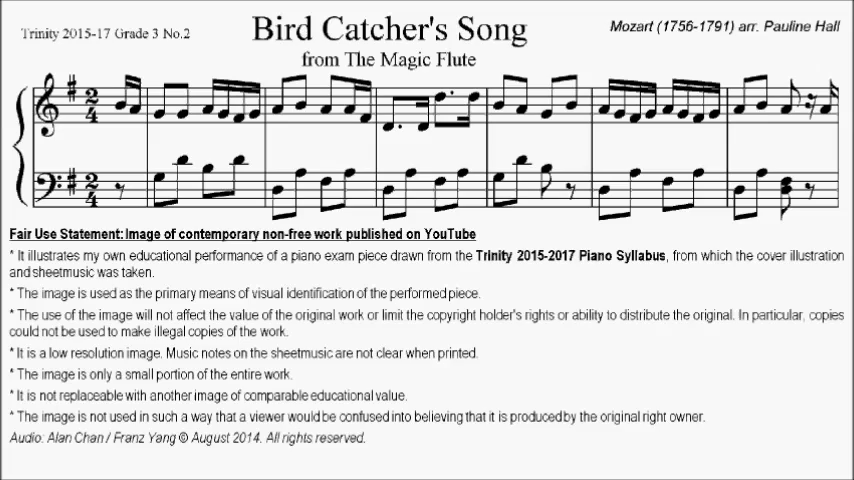 Trinity 2015-17 Grade 3 No.2
Bird Catcher's Song
Mozart (1756-1791) arr. Pauline Hall
from The Magic Flute
2
4
2
4
Fair Use Statement: Image of contemporary non-free work published on YouTube
* It illustrates my own educational performance of a piano exam piece drawn from the Trinity 2015-2017 Piano Syllabus, from which the cover illustration
and sheetmusic was taken.
* The image is used as the primary means of visual identification of the performed piece.
* The use of the image will not affect the value of the original work or limit the copyright holder's rights or ability to distribute the original. In particular, copies
could not be used to make illegal copies of the work.
* It is a low resolution image. Music notes on the sheetmusic are not clear when printed.
* The image is only a small portion of the entire work.
* It is not replaceable with another image of comparable educational value.
* The image is not used in such a way that a viewer would be confused into believing that it is produced by the original right owner.
Audio: Alan Chan / Franz Yang © August 2014. All rights reserved.